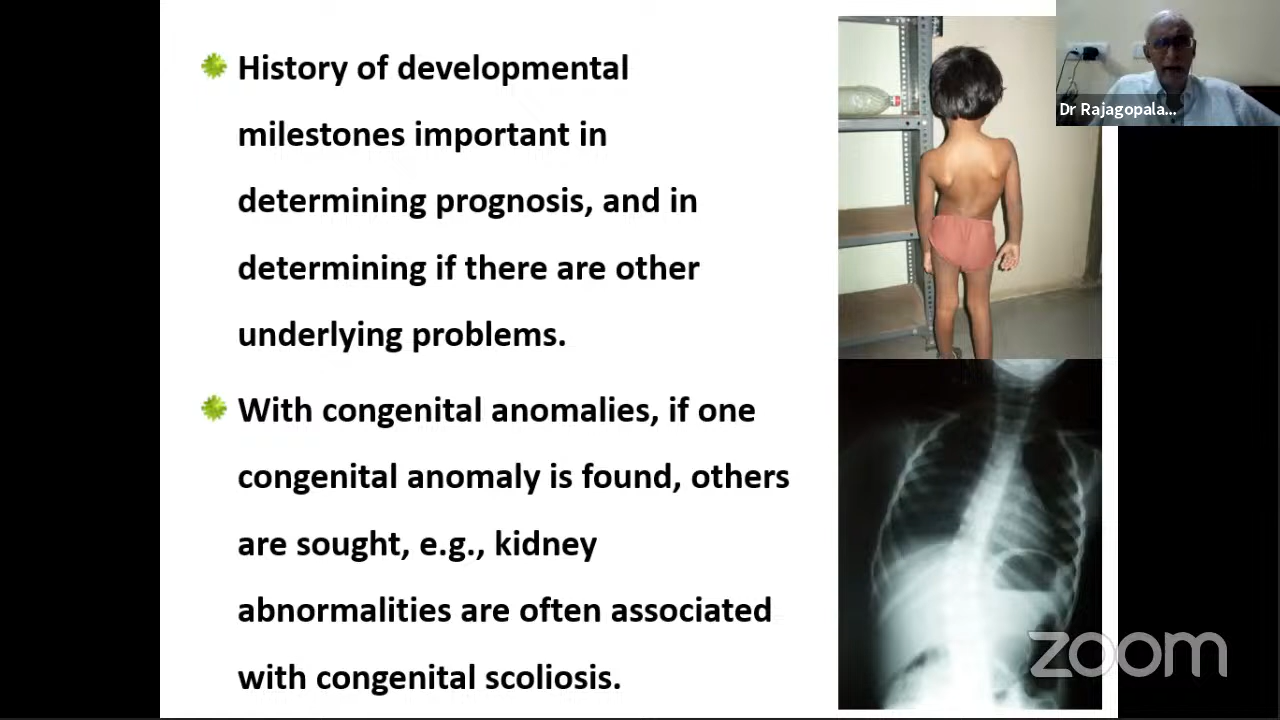 History of developmental
milestones important in
determining prognosis, and in
determining if there are other
underlying problems.
With congenital anomalies, if one
congenital anomaly is found, others
are sought, e.g., kidney
abnormalities are often associated
with congenital scoliosis.
Dr Rajagopala...
zoom